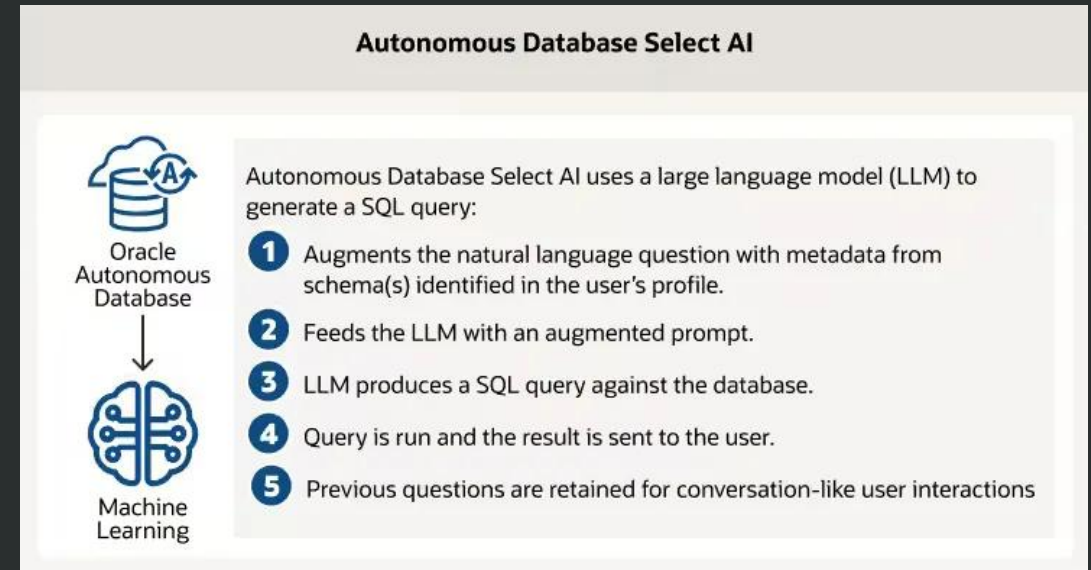 Autonomous Database Select AI
A
Oracle
Autonomous
Database
Machine
Learning
Autonomous Database Select AI uses a large language model (LLM) to
generate a SQL query:
1 Augments the natural language question with metadata from
schema(s) identified in the user's profile.
2 Feeds the LLM with an augmented prompt.
3 LLM produces a SQL query against the database.
4 Query is run and the result is sent to the user.
5 Previous questions are retained for conversation-like user interactions